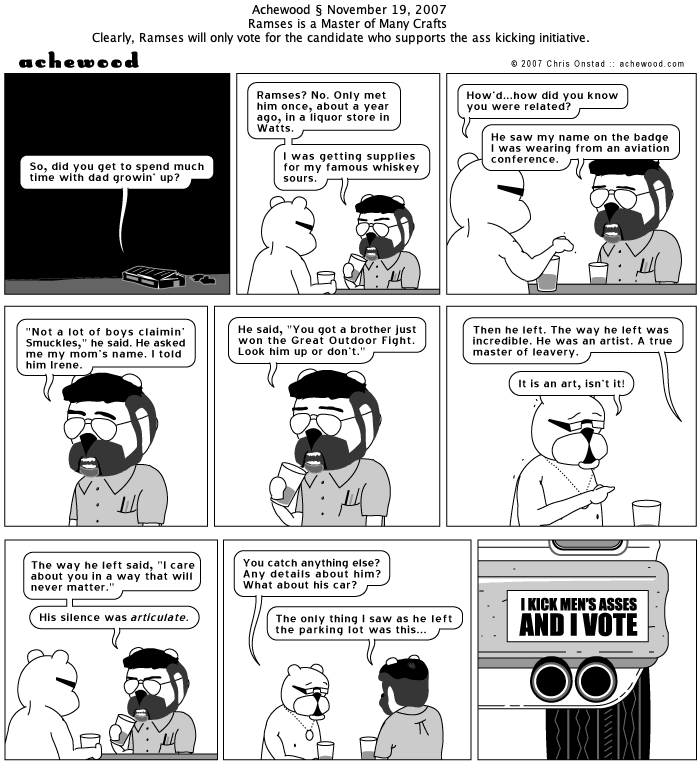 Achewood § November 19, 2007
Ramses is a Master of Many Crafts
Clearly, Ramses will only vote for the candidate who supports the ass kicking initiative.
achewood
© 2007 Chris Onstad :: achewood.com
So, did you get to spend much
time with dad growin' up?
Ramses? No. Only met
him once, about a year
ago, in a liquor store in
Watts.
I was getting supplies
for my famous whiskey
sours.
How'd...how did you know
you were related?
He saw my name on the badge
I was wearing from an aviation
conference.
"Not a lot of boys claimin'
Smuckles," he said. He asked
me my mom's name. I told
him Irene.
He said, "You got a brother just
won the Great Outdoor Fight.
Look him up or don't."
Then he left. The way he left was
incredible. He was an artist. A true
master of leavery.
It is an art, isn't it!
The way he left said, "I care
about you in a way that will
never matter."
His silence was articulate.
You catch anything else?
Any details about him?
What about his car?
The only thing I saw as he left
the parking lot was this...
I KICK MEN'S ASSES
AND I VOTE